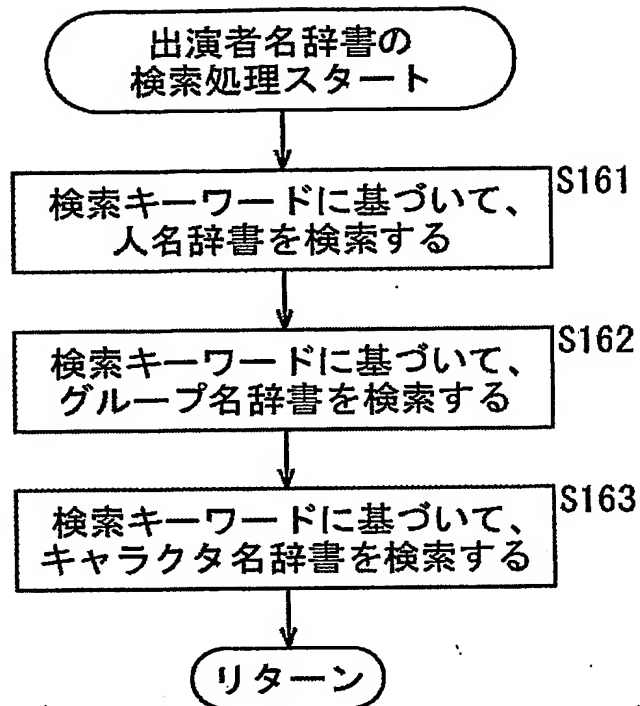 出演者名辞書の
検索処理スタート
S161
検索キーワードに基づいて、
人名辞書を検索する
S162
検索キーワードに基づいて、
グループ名辞書を検索する
S163
検索キーワードに基づいて、
キャラクタ名辞書を検索する
リターン